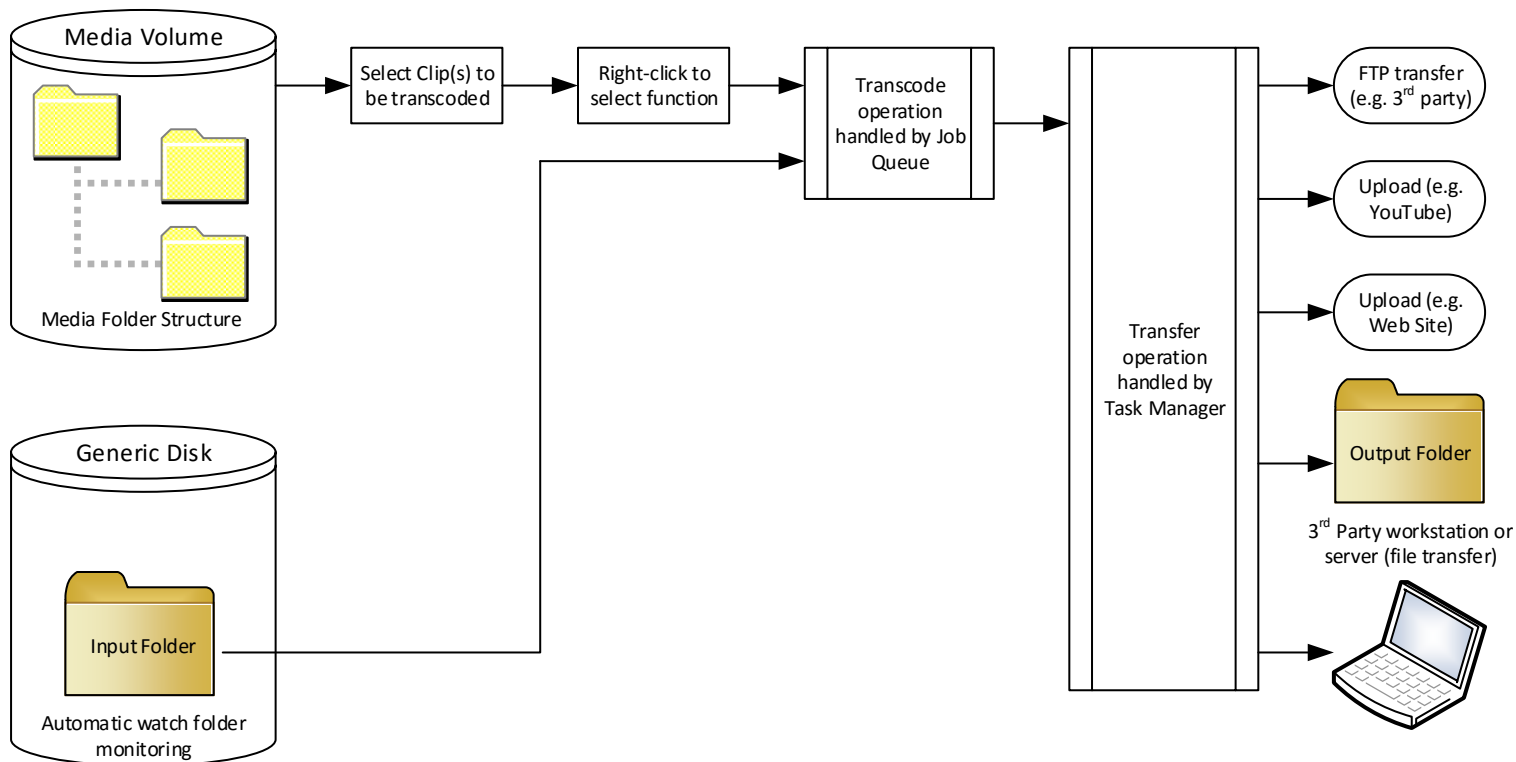 Media Volume
Media Folder Structure
Select Clip(s) to
be transcoded
Right-click to
select function
Transcode
operation
handled by Job
Queue
Transfer
operation
handled by
Task Manager
FTP transfer
(e.g. 3rd party)
Upload (e.g.
YouTube)
Upload (e.g.
Web Site)
Output Folder
3rd Party workstation or
server (file transfer)
Generic Disk
Input Folder
Automatic watch folder
monitoring